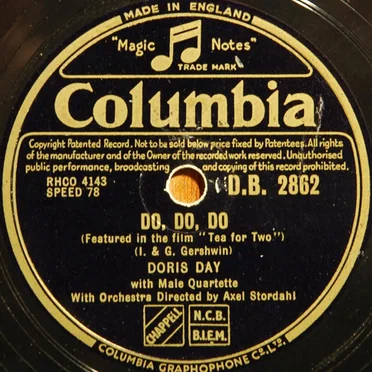 MADE IN ENGLAND
"Magic Notes"
TRADE MARK
Columbia
Copyright Patented Record. Not to be sold below price fixed by Patentees. All rights
of the manufacturer and of the Owner of the recorded work reserved. Unauthorised
public performance, broadcasting and copying of this record prohibited.
RHCO 4143
SPEED 78
D.B. 2862
DO, DO, DO
(Featured in the film "Tea for Two")
(I. & G. Gershwin)
DORIS DAY
with Male Quartette
With Orchestra Directed by Axel Stordahl
CHAPPELL
N.C.B.
B.I.E.M.
COLUMBIA GRAPHOPHONE Co. LTD.